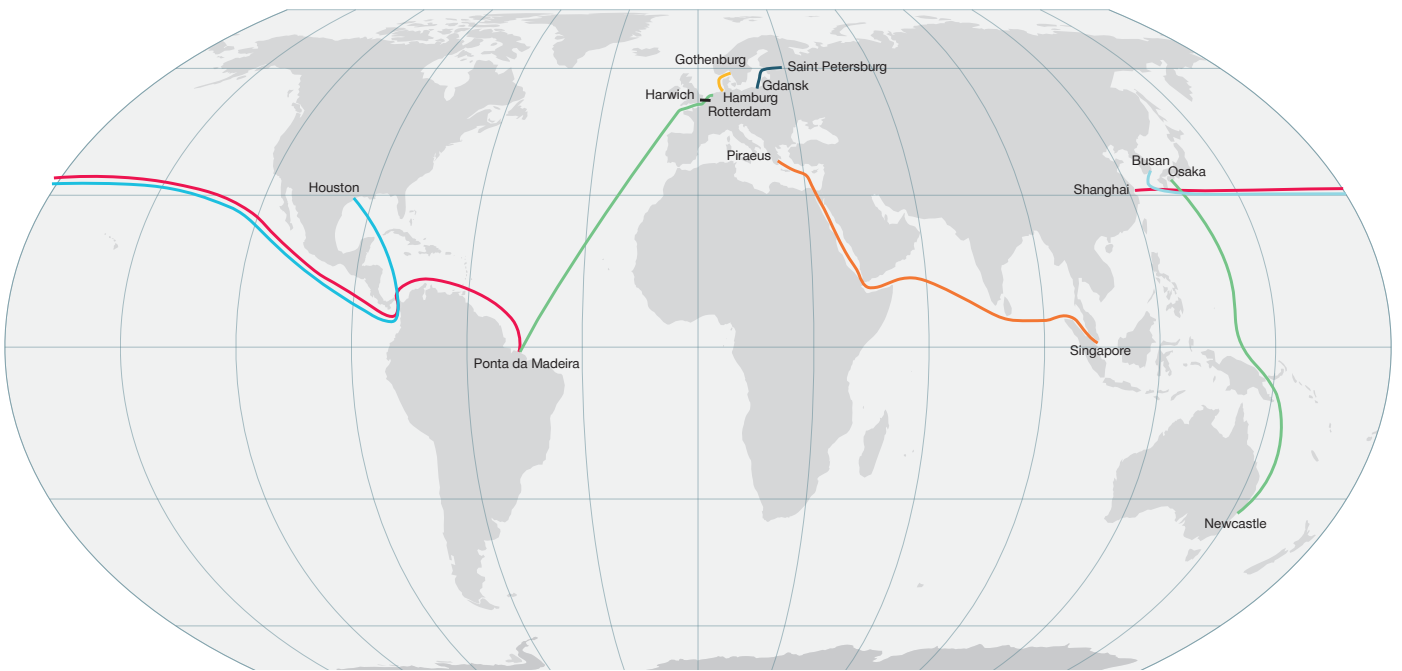 Gothenburg
Saint Petersburg
Gdansk
Harwich
Hamburg
Rotterdam
Piraeus
Busan
Osaka
Shanghai
Houston
Singapore
Ponta da Madeira
Newcastle